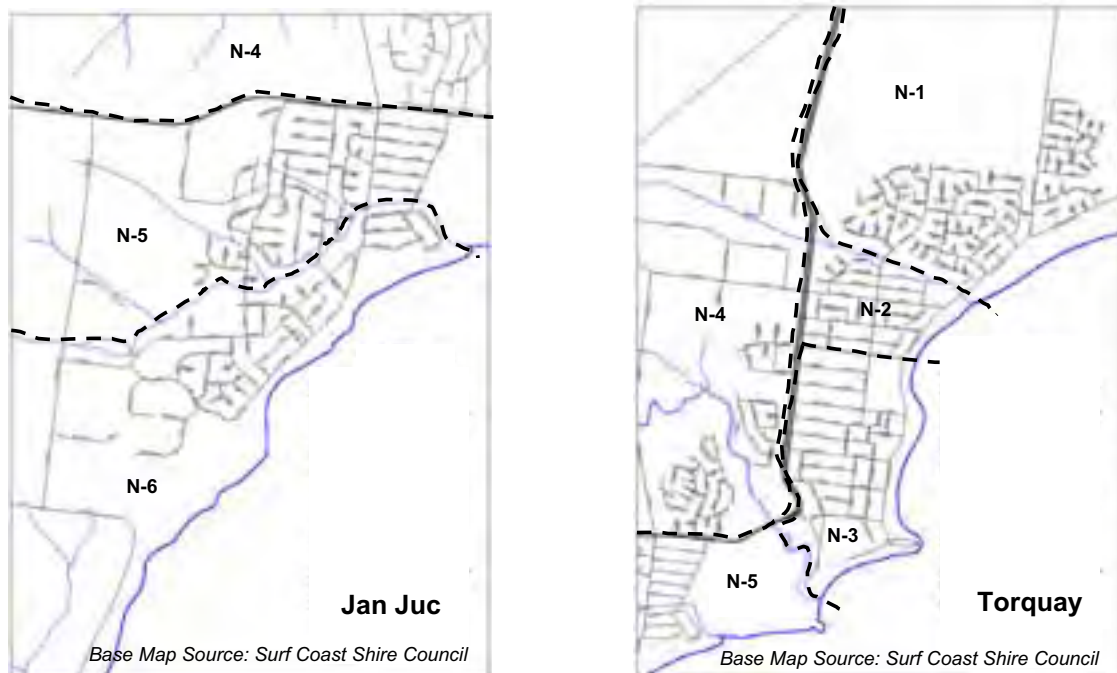 N-4
N-5
N-6
Jan Juc
Base Map Source: Surf Coast Shire Council
N-1
N-2
N-4
N-3
N-5
Torquay
Base Map Source: Surf Coast Shire Council